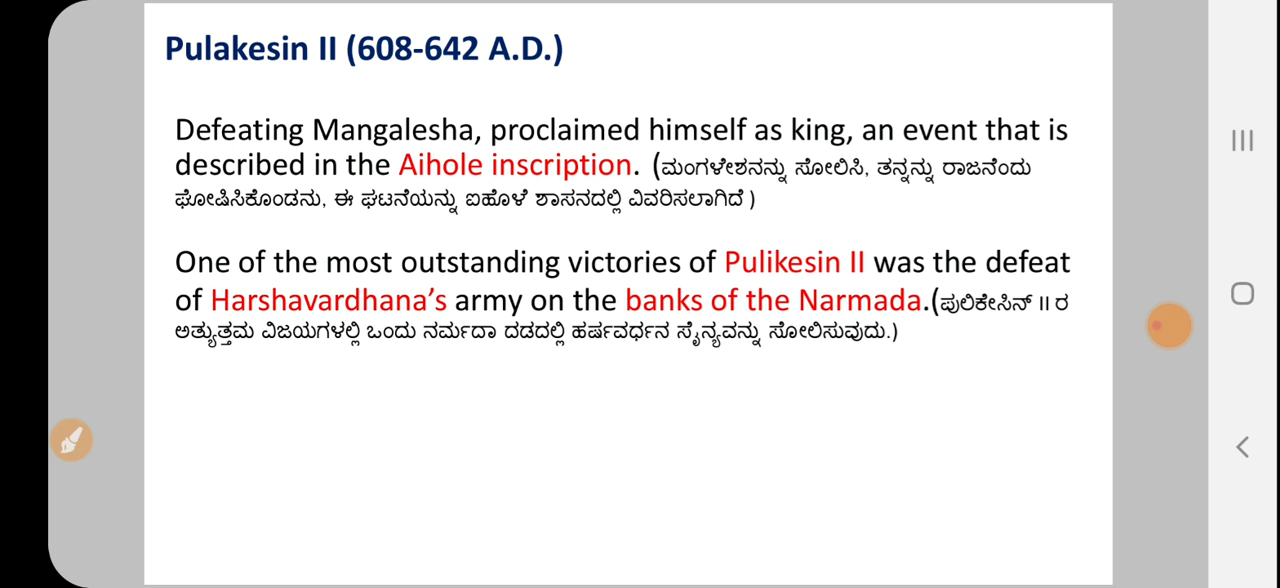 Pulakesin II (608-642 A.D.)
Defeating Mangalesha, proclaimed himself as king, an event that is
described in the Aihole inscription. (ಮಂಗಳೇಶನನ್ನು ಸೋಲಿಸಿ, ತನ್ನನ್ನು ರಾಜನೆಂದು
ಘೋಷಿಸಿಕೊಂಡನು, ಈ ಘಟನೆಯನ್ನು ಐಹೊಳೆ ಶಾಸನದಲ್ಲಿ ವಿವರಿಸಲಾಗಿದೆ )
One of the most outstanding victories of Pulikesin II was the defeat
of Harshavardhana’s army on the banks of the Narmada.(ಪುಲಿಕೇಸಿನ್ II ರ
ಅತ್ಯುತ್ತಮ ವಿಜಯಗಳಲ್ಲಿ ಒಂದು ನರ್ಮದಾ ದಡದಲ್ಲಿ ಹರ್ಷವರ್ಧನ ಸೈನ್ಯವನ್ನು ಸೋಲಿಸುವುದು.)